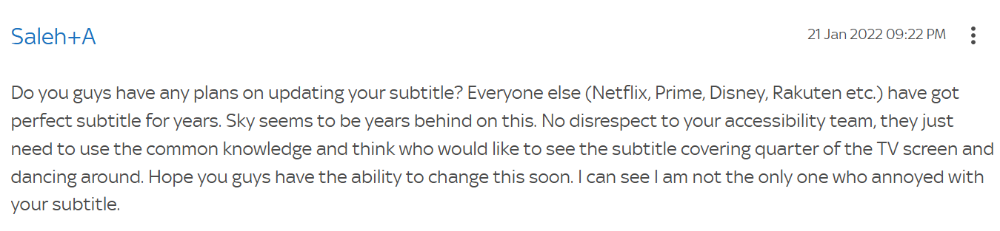 Saleh+A
21 Jan 2022 09:22 PM
Do you guys have any plans on updating your subtitle? Everyone else (Netflix, Prime, Disney, Rakuten etc.) have got
perfect subtitle for years. Sky seems to be years behind on this. No disrespect to your accessibility team, they just
need to use the common knowledge and think who would like to see the subtitle covering quarter of the TV screen and
dancing around. Hope you guys have the ability to change this soon. I can see I am not the only one who annoyed with
your subtitle.